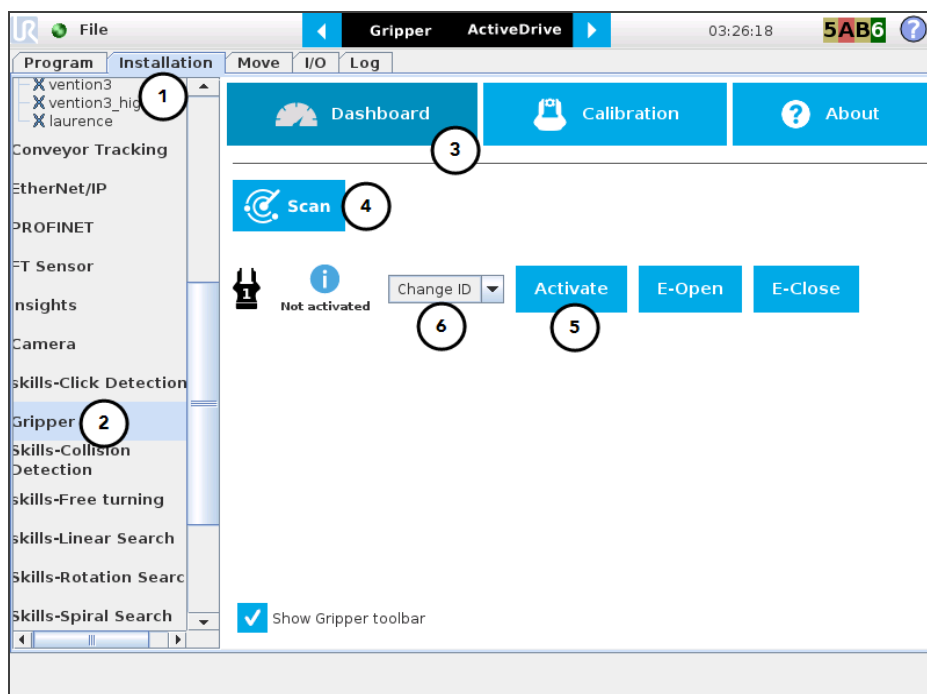 UR File Gripper ActiveDrive 03:26:18 5AB6 ?
Program Installation Move I/O Log
vention3
vention3_hig
laurence
Conveyor Tracking
EtherNet/IP
PROFINET
FT Sensor
Insights
Camera
skills-Click Detection
Gripper
Skills-Collision
Detection
skills-Free turning
skills-Linear Search
Skills-Rotation Searc
Skills-Spiral Search
1
2
Dashboard Calibration ? About
3
Scan 4
1 i Not activated Change ID Activate E-Open E-Close
6 5
Show Gripper toolbar